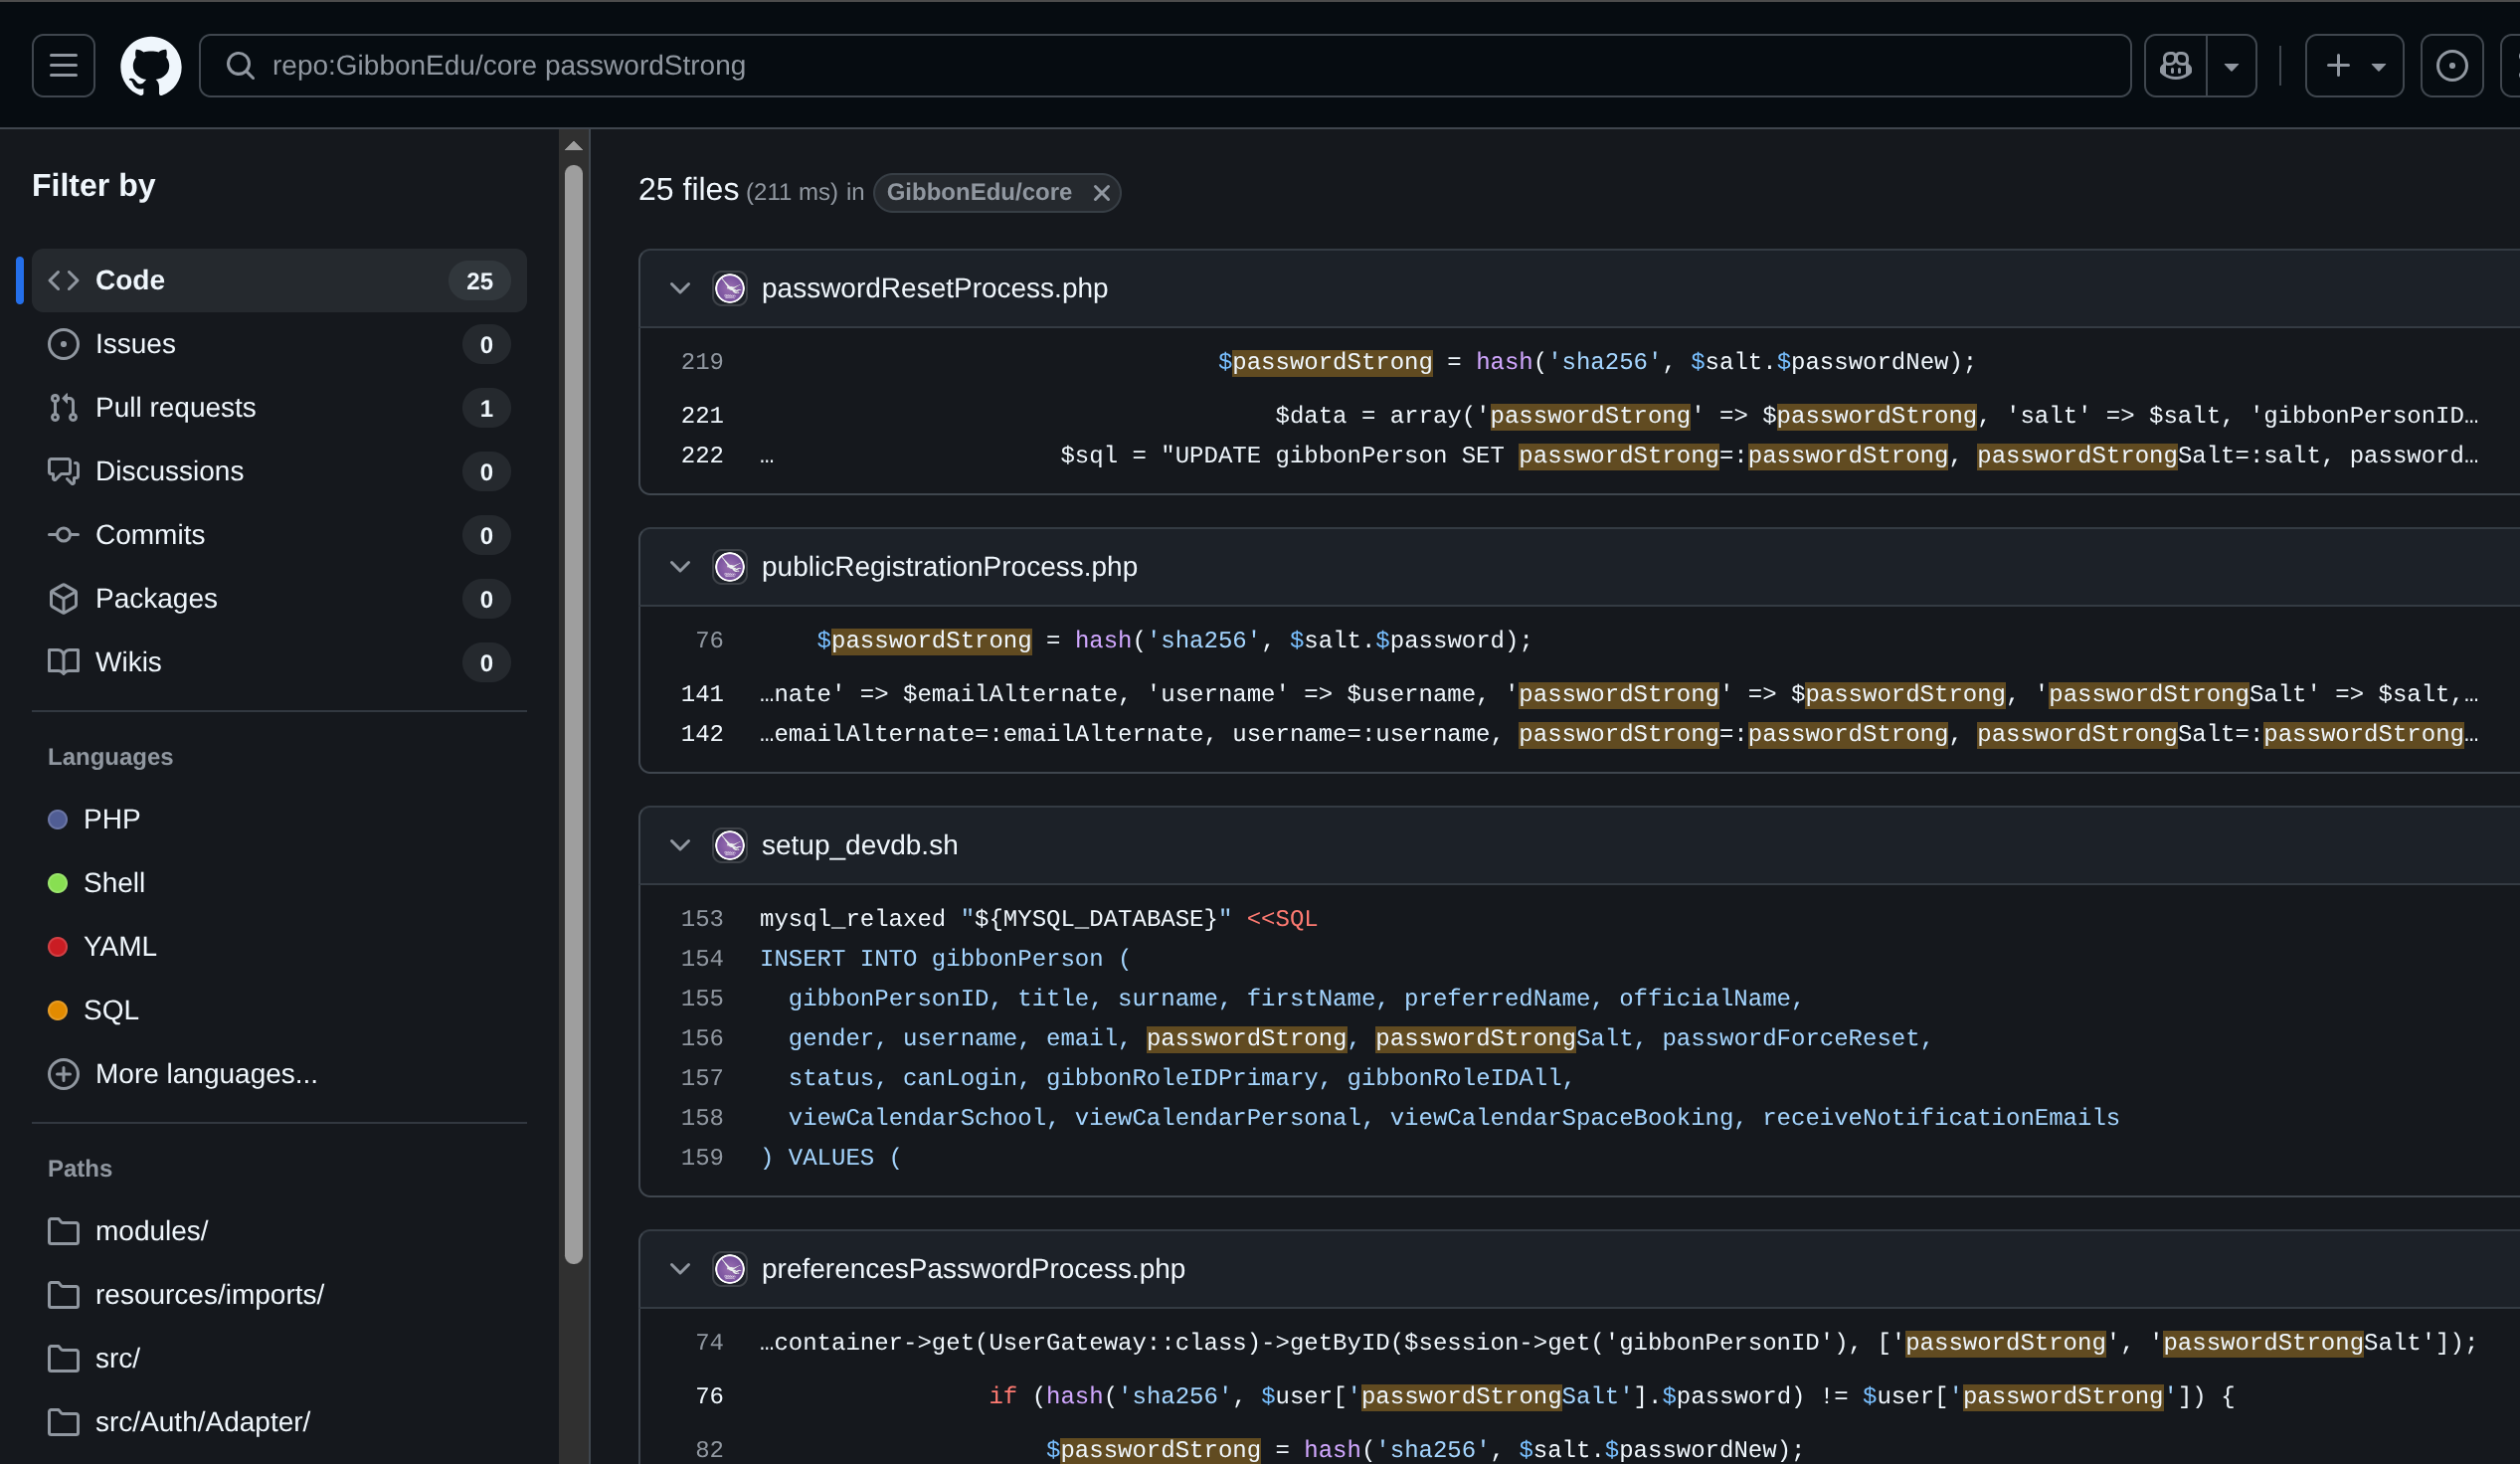 repo:GibbonEdu/core passwordStrong
Filter by
Code 25
Issues 0
Pull requests 1
Discussions 0
Commits 0
Packages 0
Wikis 0
Languages
PHP
Shell
YAML
SQL
More languages...
Paths
modules/
resources/imports/
src/
src/Auth/Adapter/
25 files (211 ms) in GibbonEdu/core
passwordResetProcess.php
219 $passwordStrong = hash('sha256', $salt.$passwordNew);
221 $data = array('passwordStrong' => $passwordStrong, 'salt' => $salt, 'gibbonPersonID…
222 … $sql = "UPDATE gibbonPerson SET passwordStrong=:passwordStrong, passwordStrongSalt=:salt, password…
publicRegistrationProcess.php
76 $passwordStrong = hash('sha256', $salt.$password);
141 …nate' => $emailAlternate, 'username' => $username, 'passwordStrong' => $passwordStrong, 'passwordStrongSalt' => $salt,…
142 …emailAlternate=:emailAlternate, username=:username, passwordStrong=:passwordStrong, passwordStrongSalt=:passwordStrong…
setup_devdb.sh
153 mysql_relaxed "${MYSQL_DATABASE}" <<SQL
154 INSERT INTO gibbonPerson (
155 gibbonPersonID, title, surname, firstName, preferredName, officialName,
156 gender, username, email, passwordStrong, passwordStrongSalt, passwordForceReset,
157 status, canLogin, gibbonRoleIDPrimary, gibbonRoleIDAll,
158 viewCalendarSchool, viewCalendarPersonal, viewCalendarSpaceBooking, receiveNotificationEmails
159 ) VALUES (
preferencesPasswordProcess.php
74 …container->get(UserGateway::class)->getByID($session->get('gibbonPersonID'), ['passwordStrong', 'passwordStrongSalt']);
76 if (hash('sha256', $user['passwordStrongSalt'].$password) != $user['passwordStrong']) {
82 $passwordStrong = hash('sha256', $salt.$passwordNew);